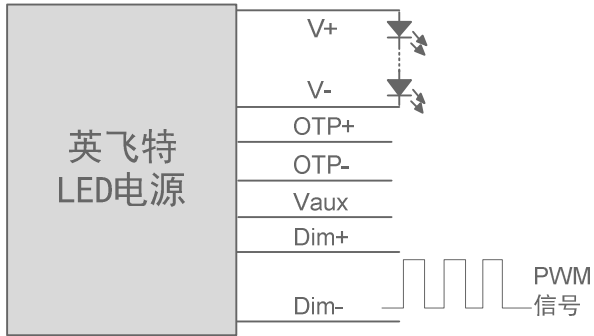 英飞特
LED电源
V+
V-
OTP+
OTP-
Vaux
Dim+
Dim-
PWM
信号